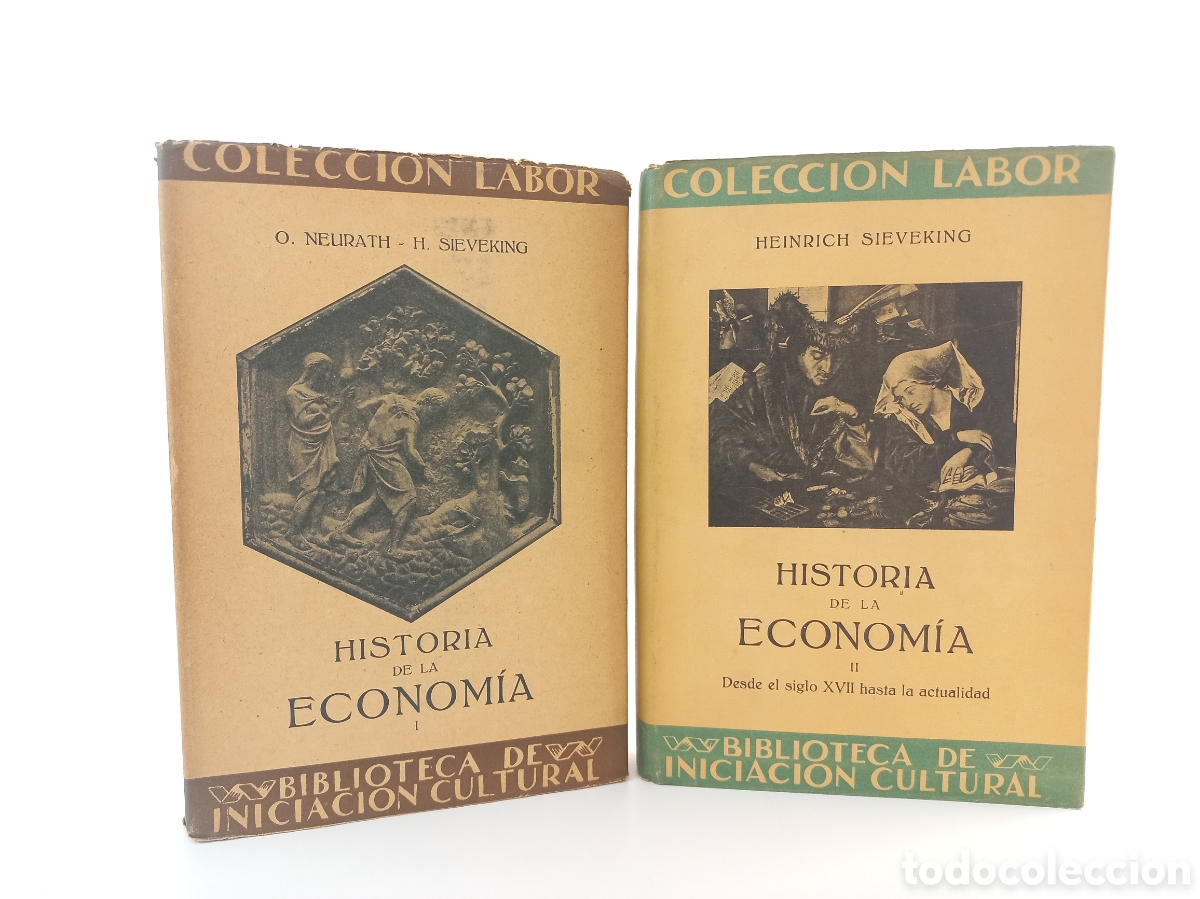 COLECCION LABOR
O. NEURATH - H. SIEVEKING
HISTORIA
DE LA
ECONOMÍA
I
BIBLIOTECA DE
INICIACION CULTURAL
COLECCION LABOR
HEINRICH SIEVEKING
HISTORIA
DE LA
ECONOMÍA
II
Desde el siglo XVII hasta la actualidad
BIBLIOTECA DE
INICIACION CULTURAL
todocoleccion